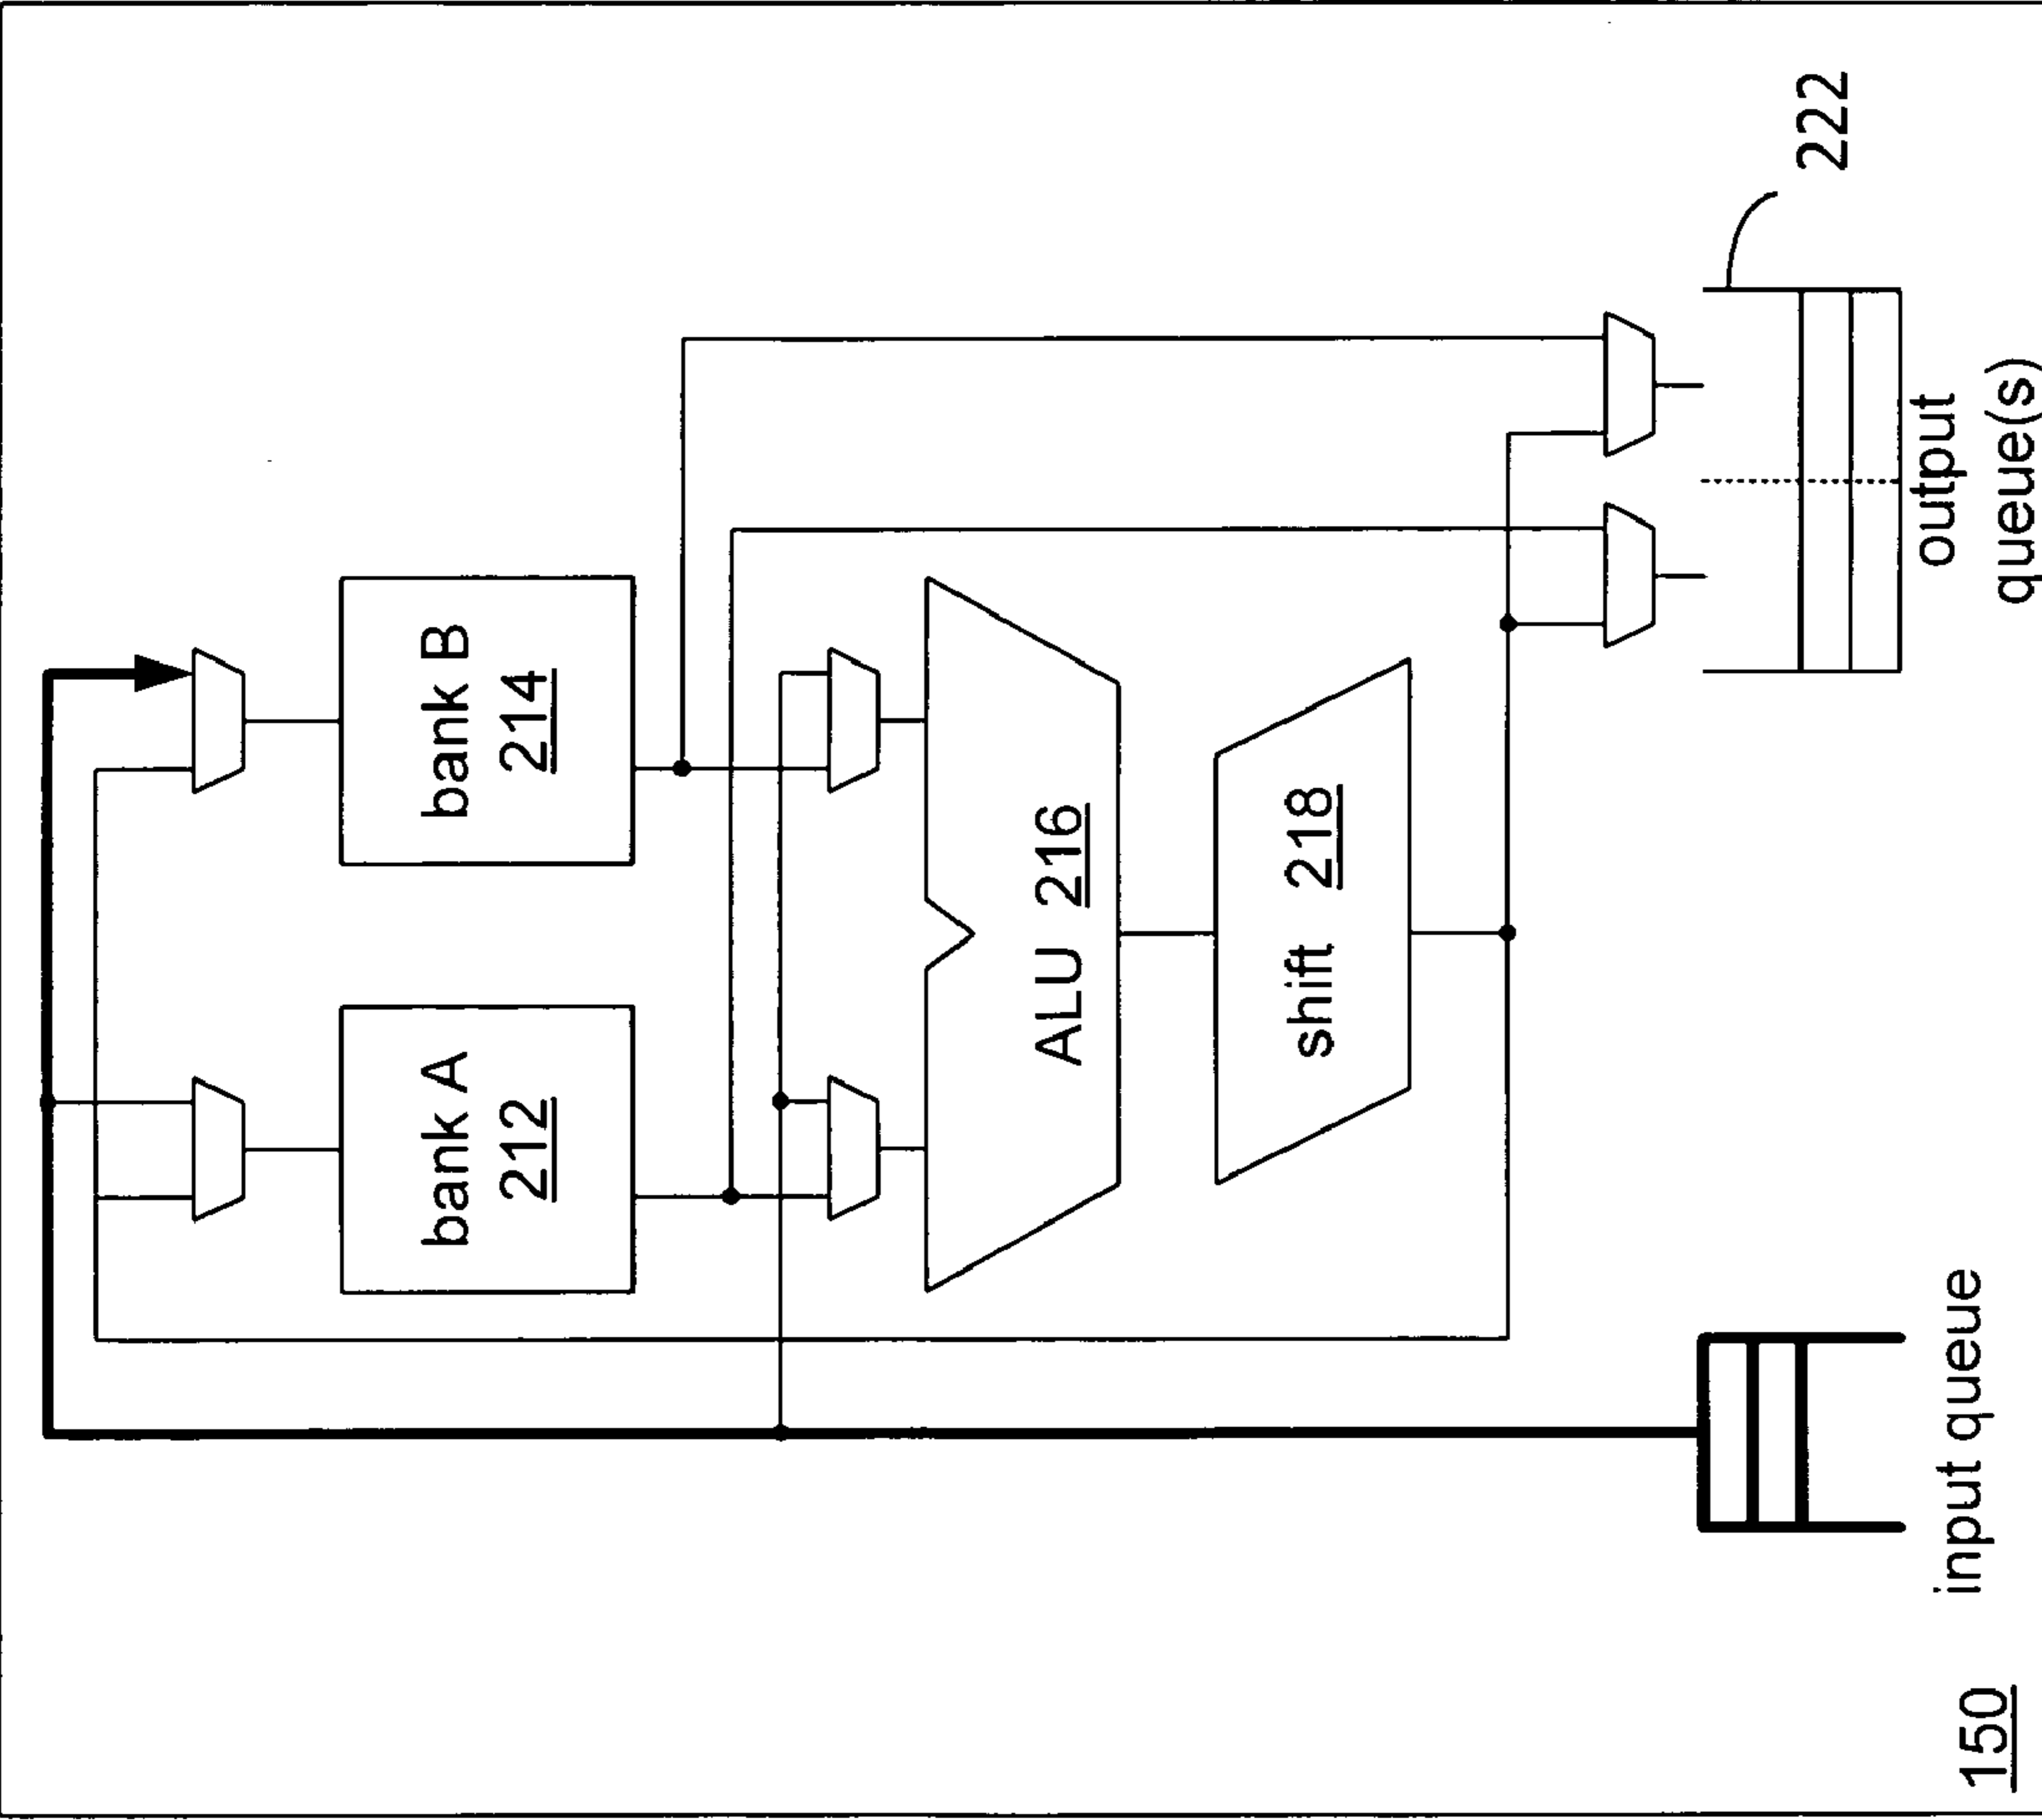 bank A
212
bank B
214
ALU 216
shift 218
222
input queue
output
queue(s)
150